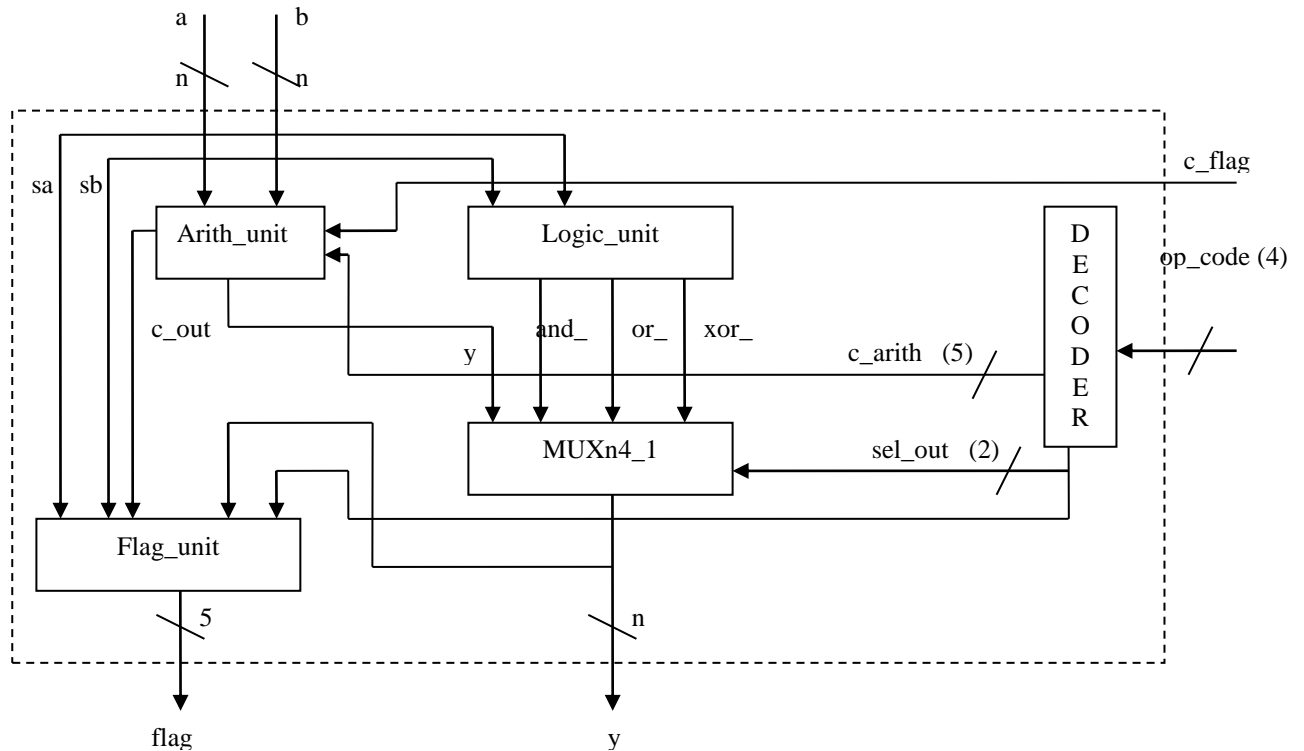 a b
n n
c_flag
sa sb
Arith_unit Logic_unit
D
E
C
O
D
E
R
op_code (4)
c_out and_ or_ xor_
y c_arith (5)
MUXn4_1
sel_out (2)
Flag_unit
5 n
flag y